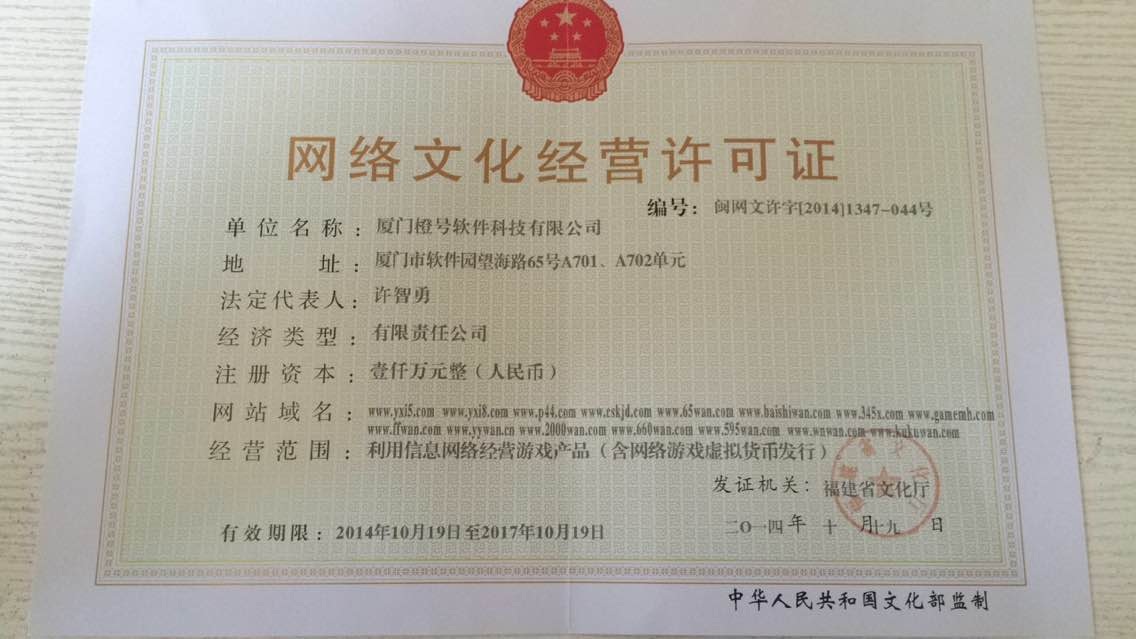 网络文化经营许可证
编号：闽网文许字[2014]1347-044号
单位名称：厦门橙号软件科技有限公司
地址：厦门市软件园望海路65号A701、A702单元
法定代表人：许智勇
经济类型：有限责任公司
注册资本：壹仟万元整（人民币）
网站域名：www.yxi5.com www.yxi8.com www.p44.com www.cskjd.com www.65wan.com www.baishiwan.com www.345x.com www.gamemh.com
www.ffwan.com www.yywan.cn www.2000wan.com www.660wan.com www.595wan.com www.wnwan.com www.kukuwan.com
经营范围：利用信息网络经营游戏产品（含网络游戏虚拟货币发行）
发证机关：福建省文化厅
有效期限：2014年10月19日至2017年10月19日
二〇一四年十月十九日
中华人民共和国文化部监制
福建省文化厅